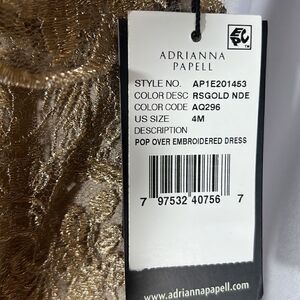 ADRIANNA
PAPELL
STYLE NO. AP1E201453
COLOR DESC RSGOLD NDE
COLOR CODE AQ296
US SIZE 4M
DESCRIPTION
POP OVER EMBROIDERED DRESS
7 97532 40756 7
www.adriannapapell.com